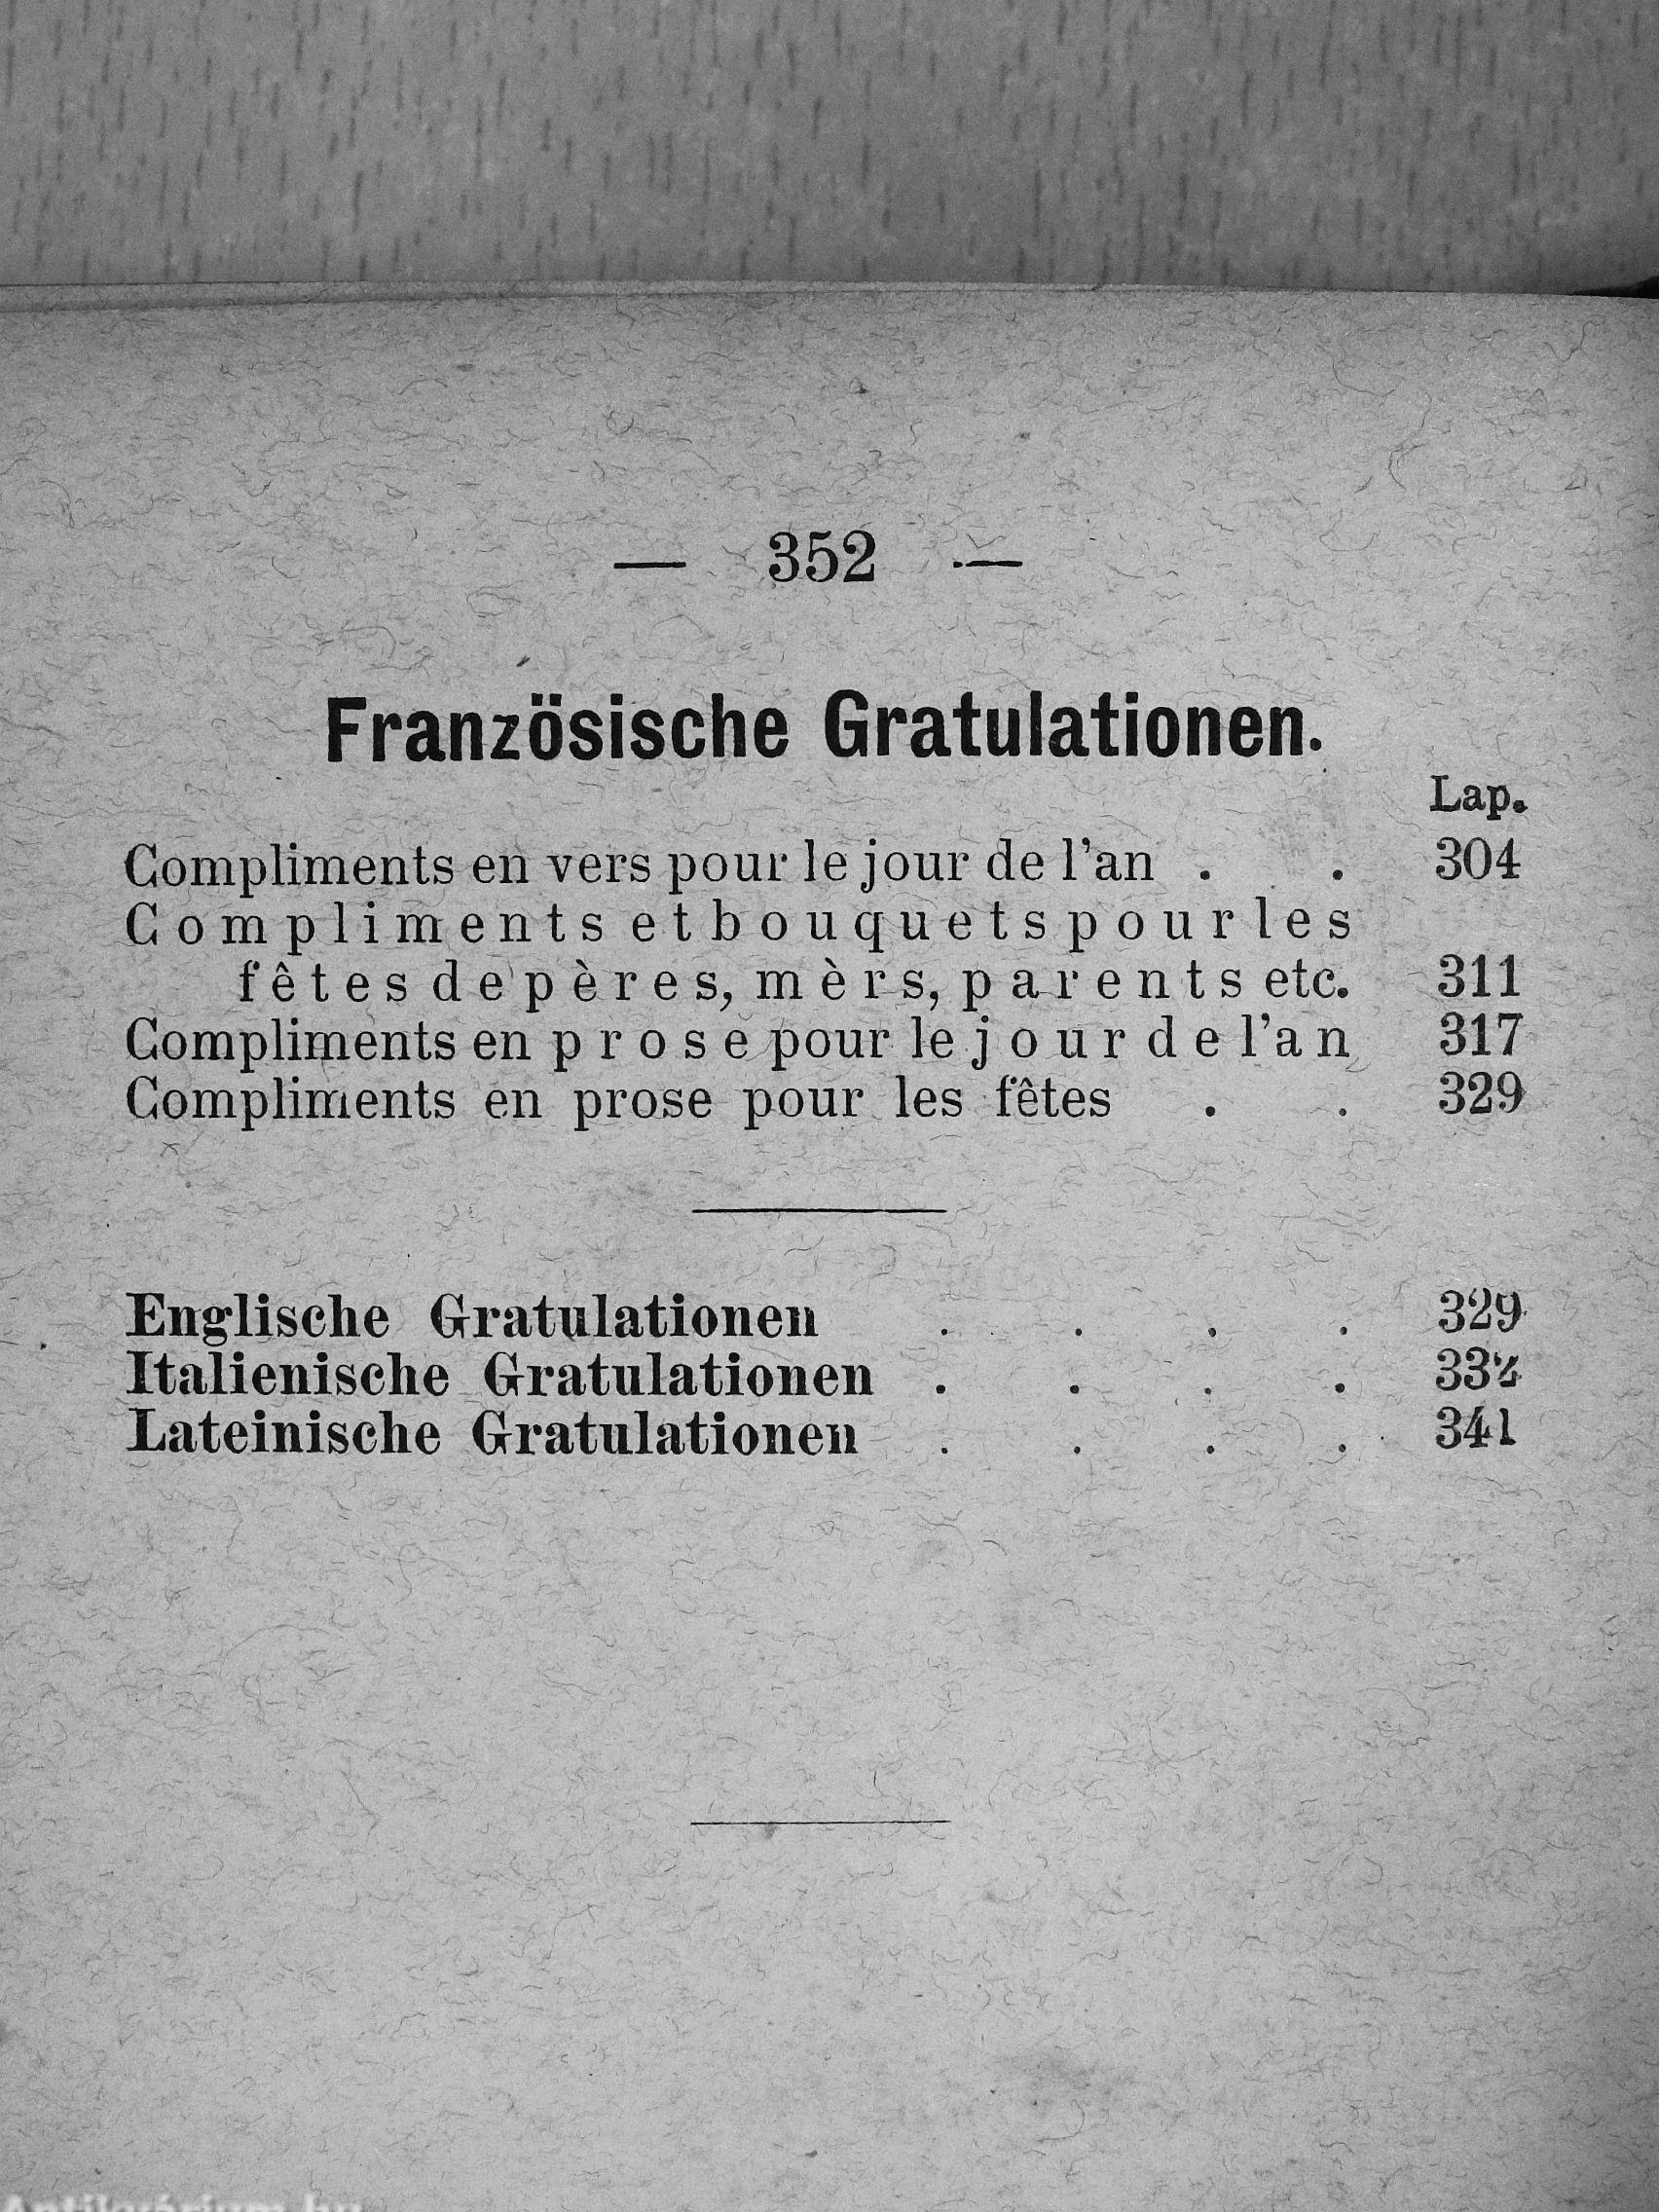 — 352 —
Französische Gratulationen.
Lap.
Compliments en vers pour le jour de l'an . . 304
Compliments et bouquets pour les
fêtes de pères, mèrs, parents etc. 311
Compliments en prose pour le jour de l'an 317
Compliments en prose pour les fêtes . . 329
Englische Gratulationen . . . . 329
Italienische Gratulationen . . . .
Lateinische Gratulationen . . . . 341